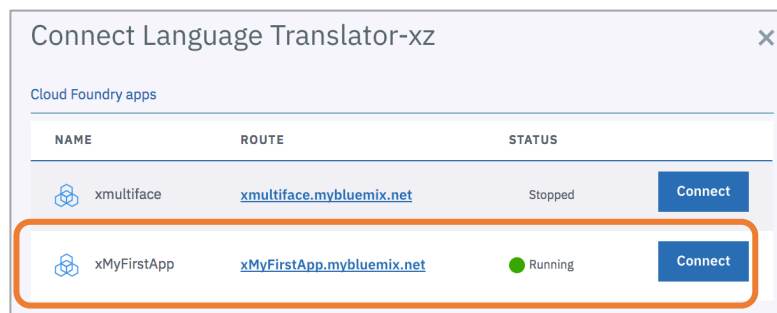 Connect Language Translator-xz
Cloud Foundry apps
NAME ROUTE STATUS
xmultiface xmultiface.mybluemix.net Stopped Connect
xMyFirstApp xMyFirstApp.mybluemix.net Running Connect